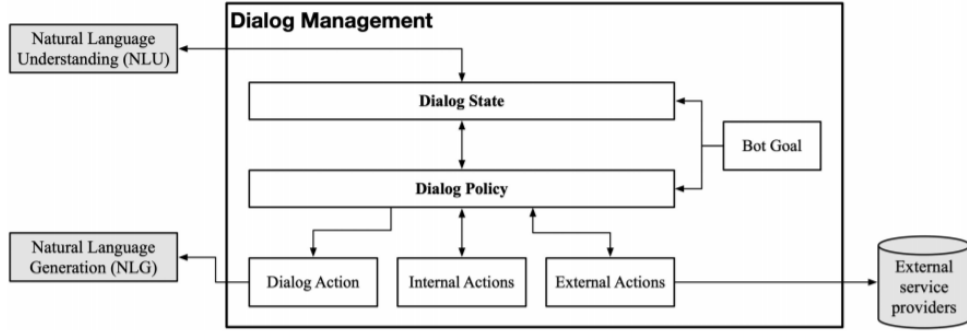 Dialog Management
Natural Language
Understanding (NLU)
Dialog State
Bot Goal
Dialog Policy
Natural Language
Generation (NLG)
Dialog Action
Internal Actions
External Actions
External
service
providers